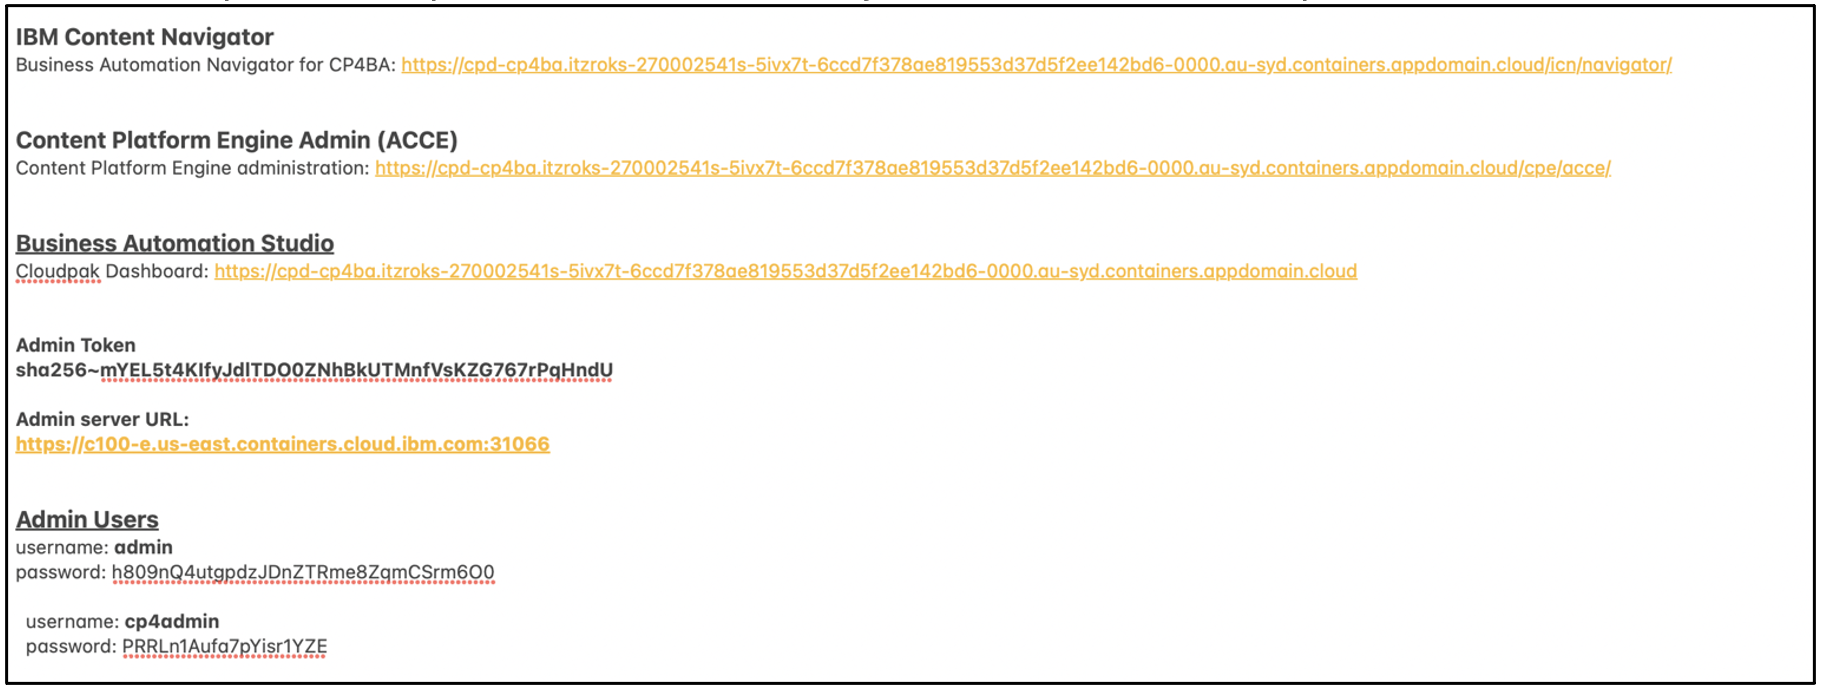 IBM Content Navigator
Business Automation Navigator for CP4BA: https://cpd-cp4ba.itzroks-270002541s-5ivx7t-6ccd7f378ae819553d37d5f2ee142bd6-0000.au-syd.containers.appdomain.cloud/icn/navigator/
Content Platform Engine Admin (ACCE)
Content Platform Engine administration: https://cpd-cp4ba.itzroks-270002541s-5ivx7t-6ccd7f378ae819553d37d5f2ee142bd6-0000.au-syd.containers.appdomain.cloud/cpe/acce/
Business Automation Studio
Cloudpak Dashboard: https://cpd-cp4ba.itzroks-270002541s-5ivx7t-6ccd7f378ae819553d37d5f2ee142bd6-0000.au-syd.containers.appdomain.cloud
Admin Token
sha256~mYEL5t4KIfyJdlTDO0ZNhBkUTMnfVsKZG767rPqHndU
Admin server URL:
https://c100-e.us-east.containers.cloud.ibm.com:31066
Admin Users
username: admin
password: h809nQ4utgpdzJDnZTRme8ZqmCSrm6O0
username: cp4admin
password: PRRLn1Aufa7pYisr1YZE